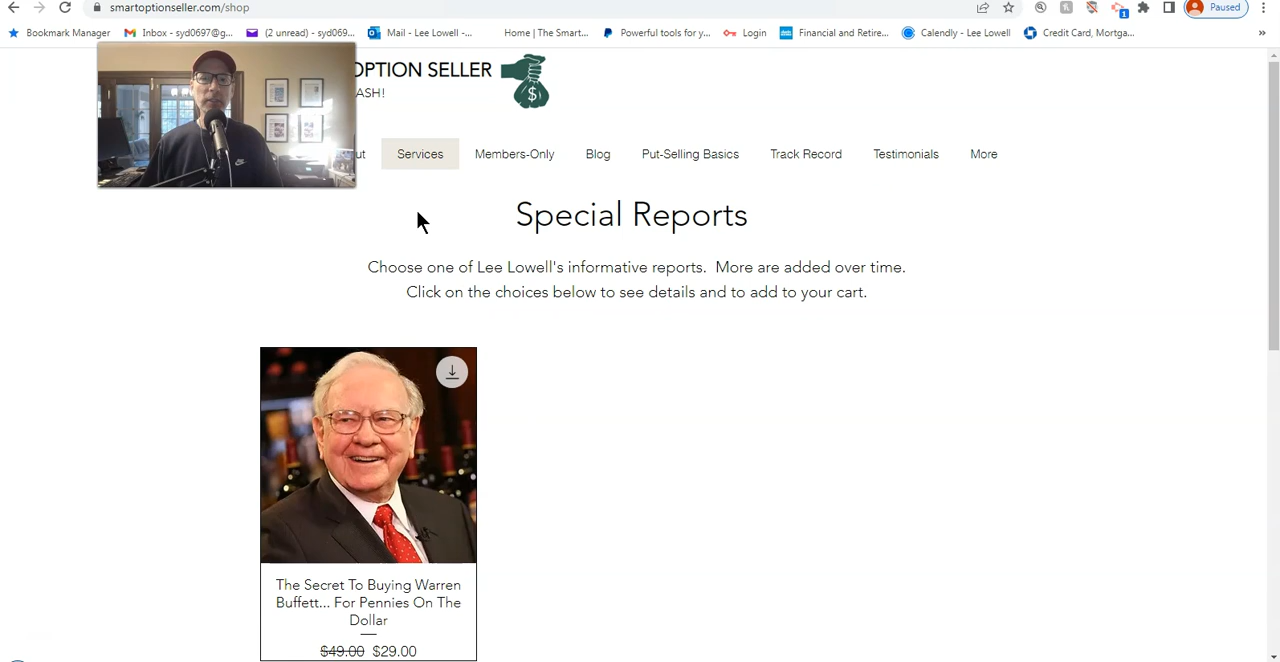 smartoptionseller.com/shop
Paused
Bookmark Manager
Inbox - syd0697@g...
(2 unread) - syd069...
Mail - Lee Lowell -...
Home | The Smart...
Powerful tools for y...
Login
Financial and Retire...
Calendly - Lee Lowell
Credit Card, Mortga...
»
1
OPTION SELLER
ASH!
$
ut
Services
Members-Only
Blog
Put-Selling Basics
Track Record
Testimonials
More
Special Reports
Choose one of Lee Lowell's informative reports. More are added over time.
Click on the choices below to see details and to add to your cart.
The Secret To Buying Warren
Buffett... For Pennies On The
Dollar
$49.00 $29.00